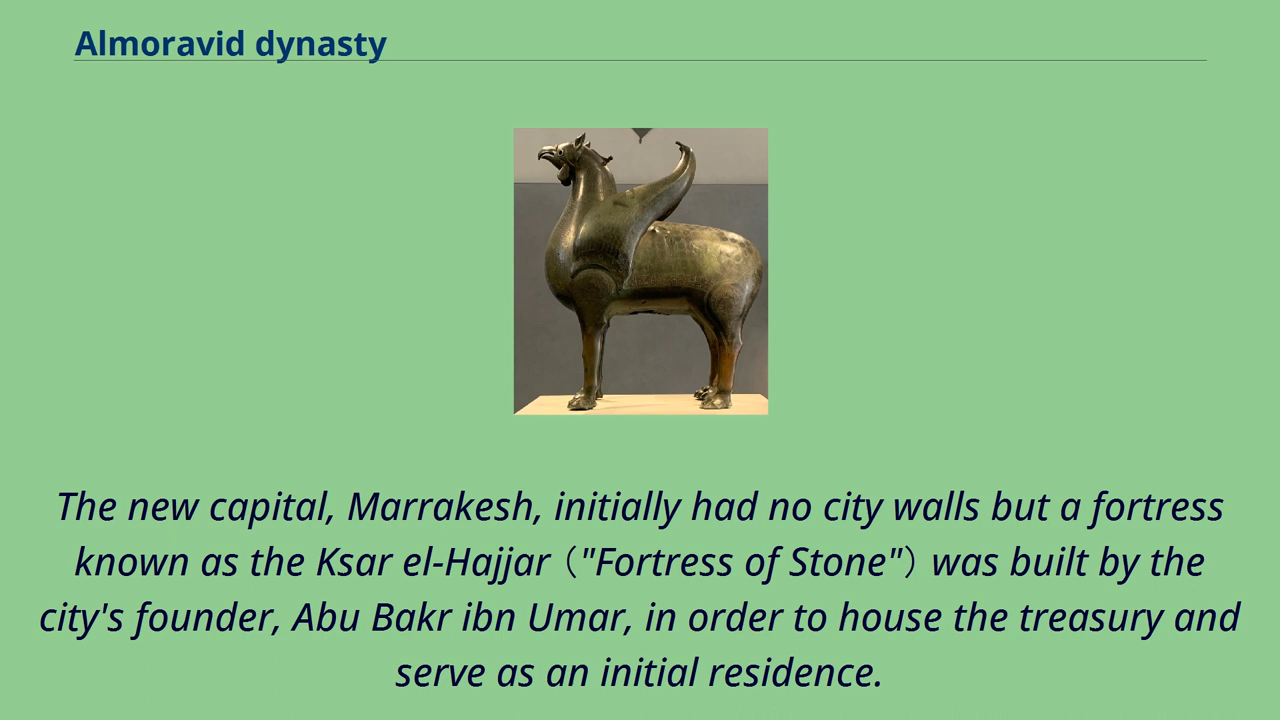 Almoravid dynasty
The new capital, Marrakesh, initially had no city walls but a fortress
known as the Ksar el-Hajjar（"Fortress of Stone"）was built by the
city's founder, Abu Bakr ibn Umar, in order to house the treasury and
serve as an initial residence.